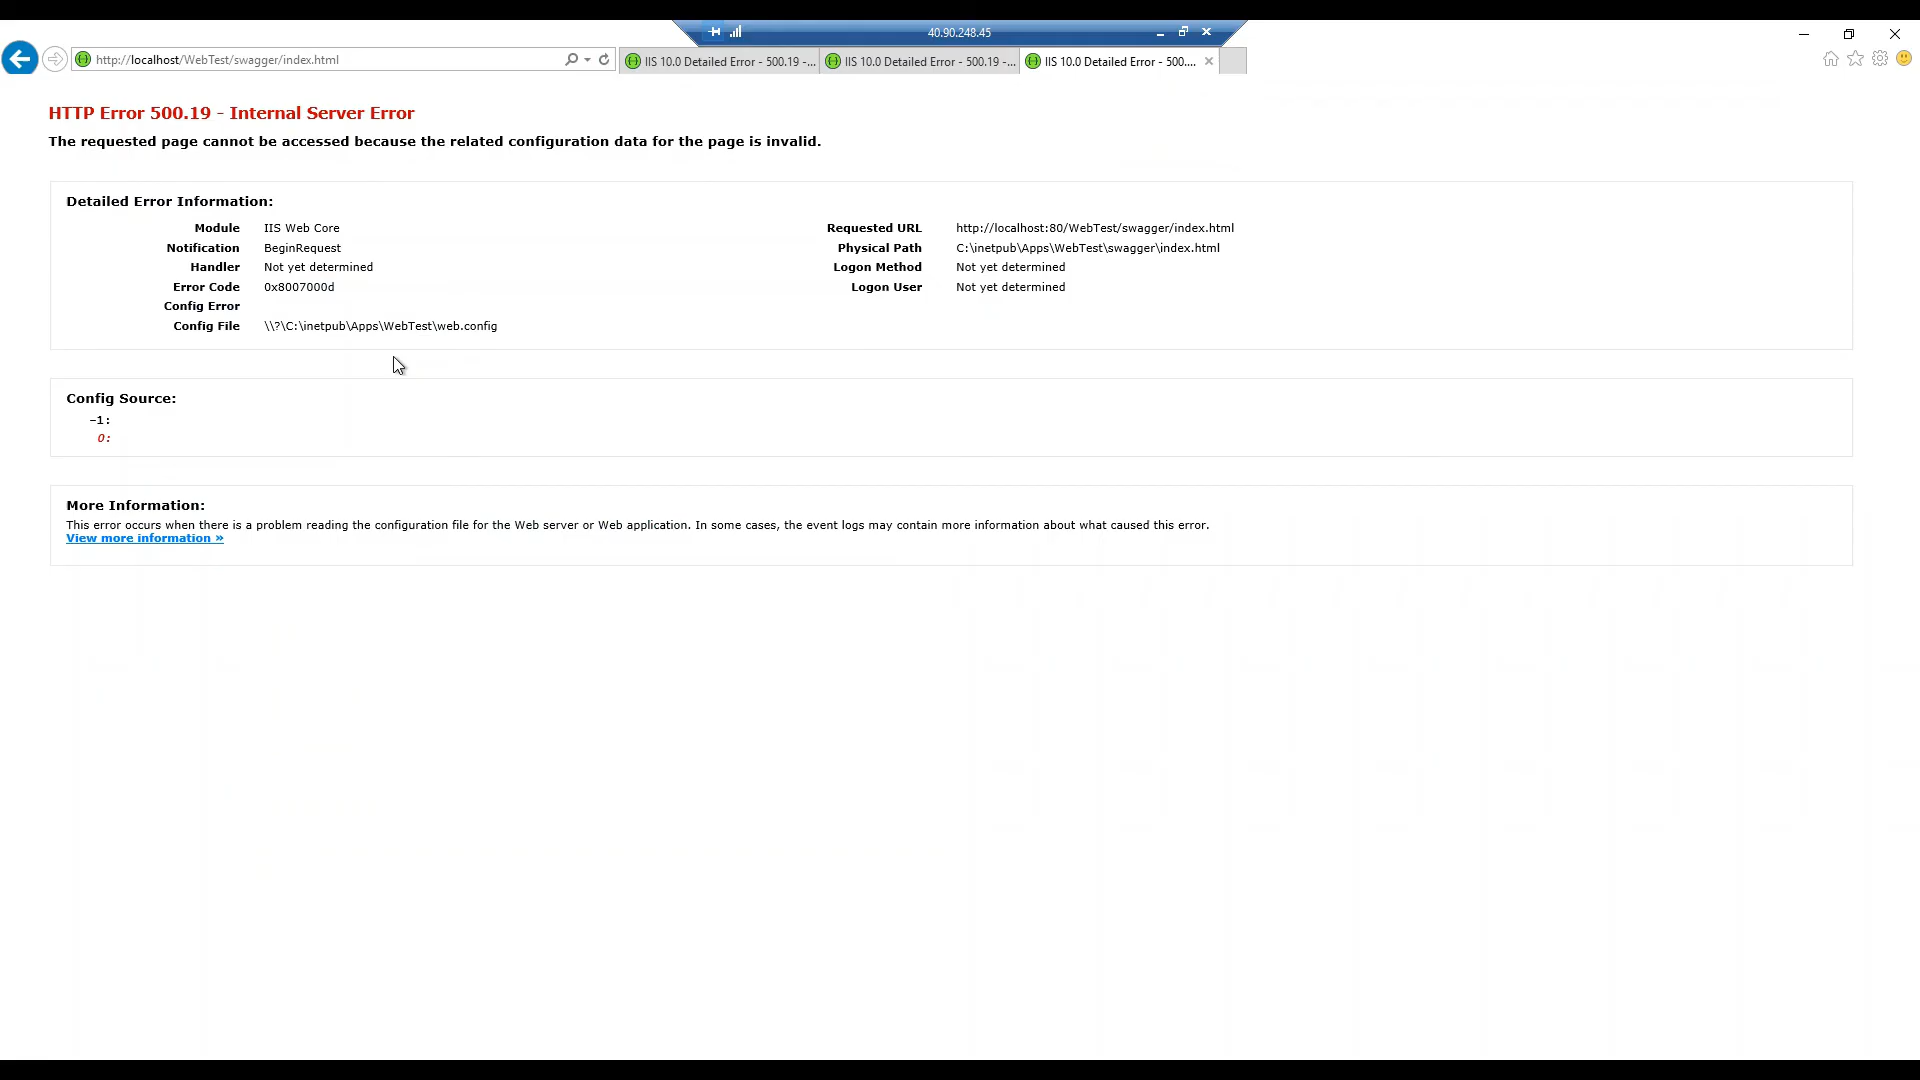 40.90.248.45
http://localhost/WebTest/swagger/index.html
IIS 10.0 Detailed Error - 500.19 -...
IIS 10.0 Detailed Error - 500.19 -...
IIS 10.0 Detailed Error - 500....
HTTP Error 500.19 - Internal Server Error
The requested page cannot be accessed because the related configuration data for the page is invalid.
Detailed Error Information:
Module IIS Web Core
Notification BeginRequest
Handler Not yet determined
Error Code 0x8007000d
Config Error
Config File \\?\C:\inetpub\Apps\WebTest\web.config
Requested URL http://localhost:80/WebTest/swagger/index.html
Physical Path C:\inetpub\Apps\WebTest\swagger\index.html
Logon Method Not yet determined
Logon User Not yet determined
Config Source:
-1:
0:
More Information:
This error occurs when there is a problem reading the configuration file for the Web server or Web application. In some cases, the event logs may contain more information about what caused this error.
View more information »